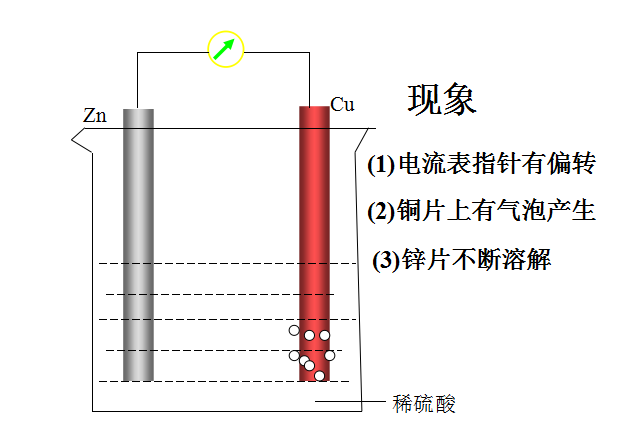 Zn
Cu
现象
(1)电流表指针有偏转
(2)铜片上有气泡产生
(3)锌片不断溶解
稀硫酸